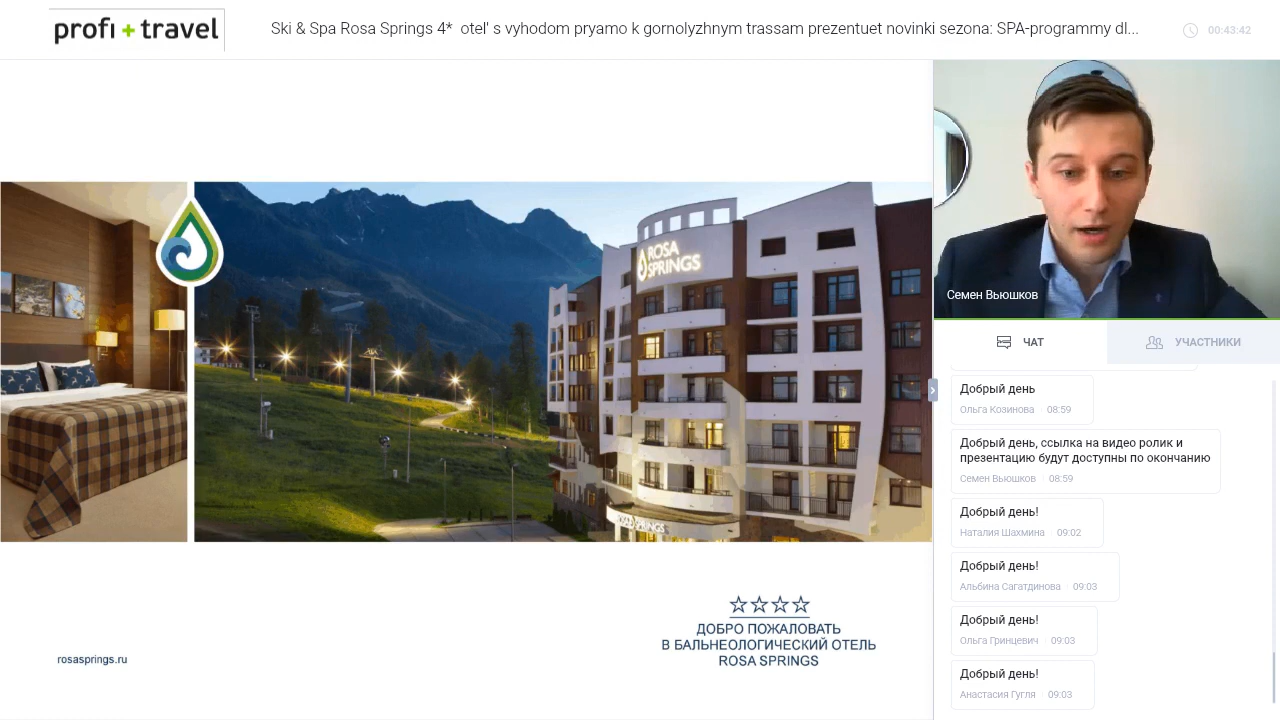 profi + travel
Ski & Spa Rosa Springs 4* otel' s vyhodom pryamo k gornolyzhnym trassam prezentuet novinki sezona: SPA-programmy dl...
00:43:42
ROSA
SPRINGS
ROSA SPRINGS
rosasprings.ru
ДОБРО ПОЖАЛОВАТЬ
В БАЛЬНЕОЛОГИЧЕСКИЙ ОТЕЛЬ
ROSA SPRINGS
Семен Вьюшков
ЧАТ
УЧАСТНИКИ
Добрый день
Ольга Козинова · 08:59
Добрый день, ссылка на видео ролик и
презентацию будут доступны по окончанию
Семен Вьюшков · 08:59
Добрый день!
Наталия Шахмина · 09:02
Добрый день!
Альбина Сагатдинова · 09:03
Добрый день!
Ольга Гринцевич · 09:03
Добрый день!
Анастасия Гугля · 09:03